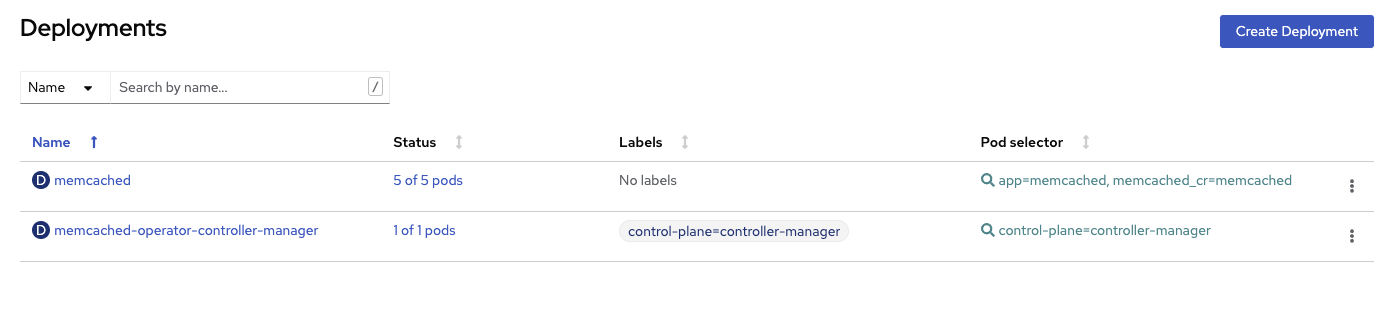 Deployments
Create Deployment
Name
Search by name...
/
Name Status Labels Pod selector
D memcached 5 of 5 pods No labels app=memcached, memcached_cr=memcached
D memcached-operator-controller-manager 1 of 1 pods control-plane=controller-manager control-plane=controller-manager